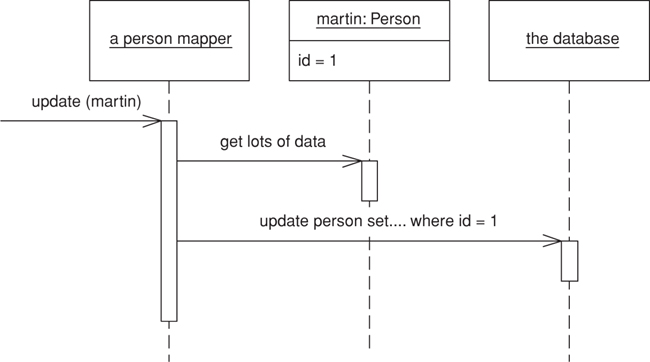 a person mapper
martin: Person
id = 1
the database
update (martin)
get lots of data
update person set.... where id = 1